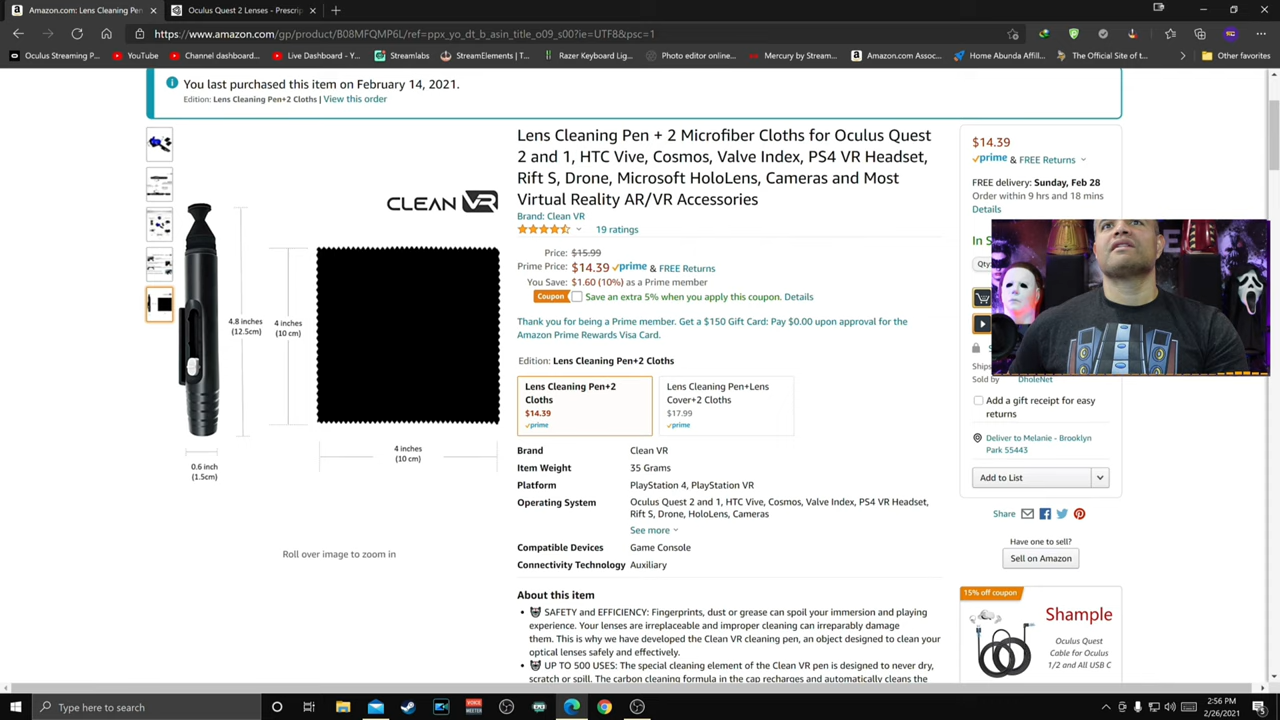 Amazon.com: Lens Cleaning Pen
Oculus Quest 2 Lenses - Prescrip
https://www.amazon.com/gp/product/B08MFQMP6L/ref=ppx_yo_dt_b_asin_title_o09_s00?ie=UTF8&psc=1
Oculus Streaming P...
YouTube
Channel dashboard...
Live Dashboard - T...
Streamlabs
StreamElements - T...
Razer Keyboard Lig...
Photo editor online...
Mercury by Stream...
Amazon.com Assoc...
Home Abunda Affil...
The Official Site of t...
Other favorites
You last purchased this item on February 14, 2021.
Edition: Lens Cleaning Pen+2 Cloths | View this order
CLEAN VR
4.8 inches
(12.5cm)
4 inches
(10 cm)
4 inches
(10 cm)
0.6 inch
(1.5cm)
Roll over image to zoom in
Lens Cleaning Pen + 2 Microfiber Cloths for Oculus Quest
2 and 1, HTC Vive, Cosmos, Valve Index, PS4 VR Headset,
Rift S, Drone, Microsoft HoloLens, Cameras and Most
Virtual Reality AR/VR Accessories
Brand: Clean VR
19 ratings
Price: $15.99
Prime Price: $14.39 prime & FREE Returns
You Save: $1.60 (10%) as a Prime member
Coupon Save an extra 5% when you apply this coupon. Details
Thank you for being a Prime member. Get a $150 Gift Card: Pay $0.00 upon approval for the
Amazon Prime Rewards Visa Card.
Edition: Lens Cleaning Pen+2 Cloths
Lens Cleaning Pen+2
Cloths
$14.39
prime
Lens Cleaning Pen+Lens
Cover+2 Cloths
$17.99
prime
Brand Clean VR
Item Weight 35 Grams
Platform PlayStation 4, PlayStation VR
Operating System Oculus Quest 2 and 1, HTC Vive, Cosmos, Valve Index, PS4 VR Headset,
Rift S, Drone, HoloLens, Cameras
See more
Compatible Devices Game Console
Connectivity Technology Auxiliary
About this item
SAFETY and EFFICIENCY: Fingerprints, dust or grease can spoil your immersion and playing
experience. Your lenses are irreplaceable and improper cleaning can irreparably damage
them. This is why we have developed the Clean VR cleaning pen, an object designed to clean your
optical lenses safely and effectively.
UP TO 500 USES: The special cleaning element of the Clean VR pen is designed to never dry,
scratch or spill. The carbon cleaning formula in the cap recharges and automatically cleans the
$14.39
prime & FREE Returns
FREE delivery: Sunday, Feb 28
Order within 9 hrs and 18 mins
Details
In S
Qty:
Ships
Sold by DholeNet
Add a gift receipt for easy
returns
Deliver to Melanie - Brooklyn
Park 55443
Add to List
Share
Have one to sell?
Sell on Amazon
15% off coupon
Shample
Oculus Quest
Cable for Oculus
1/2 and All USB C
Type here to search
2:56 PM
2/26/2021